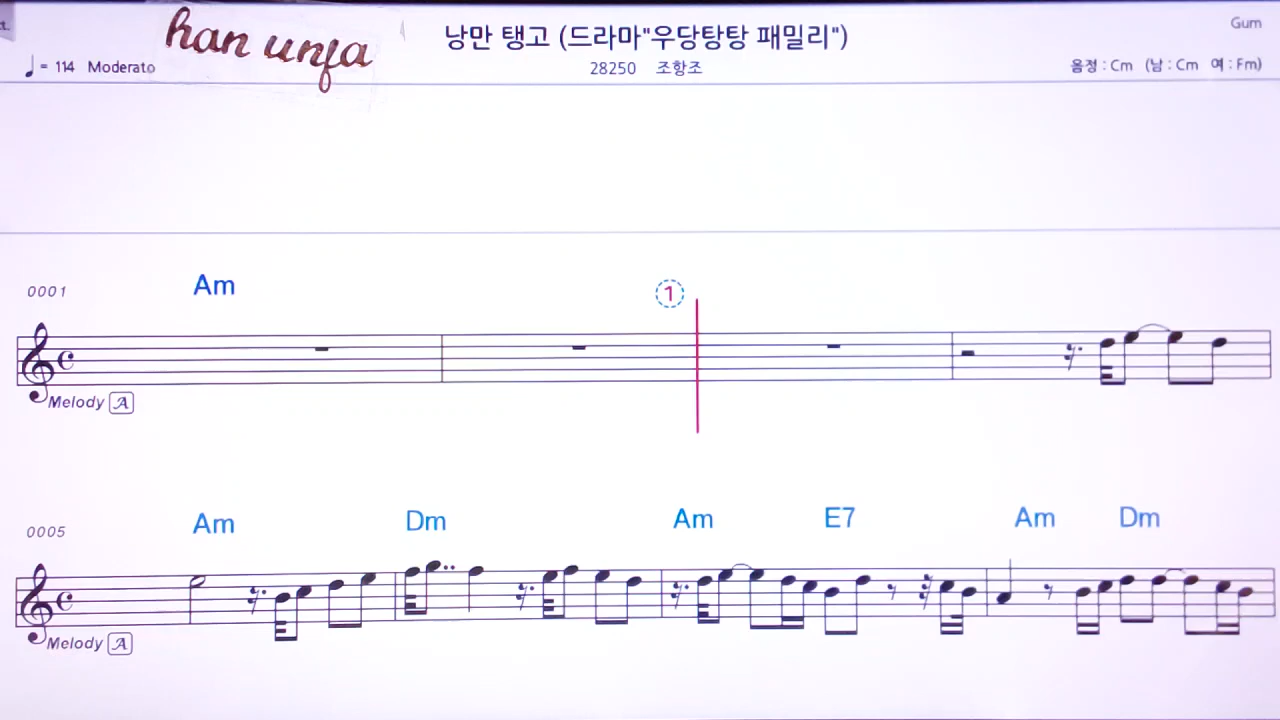 han unfa
낭만 탱고 (드라마"우당탕탕 패밀리")
Gum
♩= 114 Moderato
28250 조항조
음정 : Cm (남 : Cm 여 : Fm)
0001 Am ①
Melody A
0005 Am Dm Am E7 Am Dm
Melody A